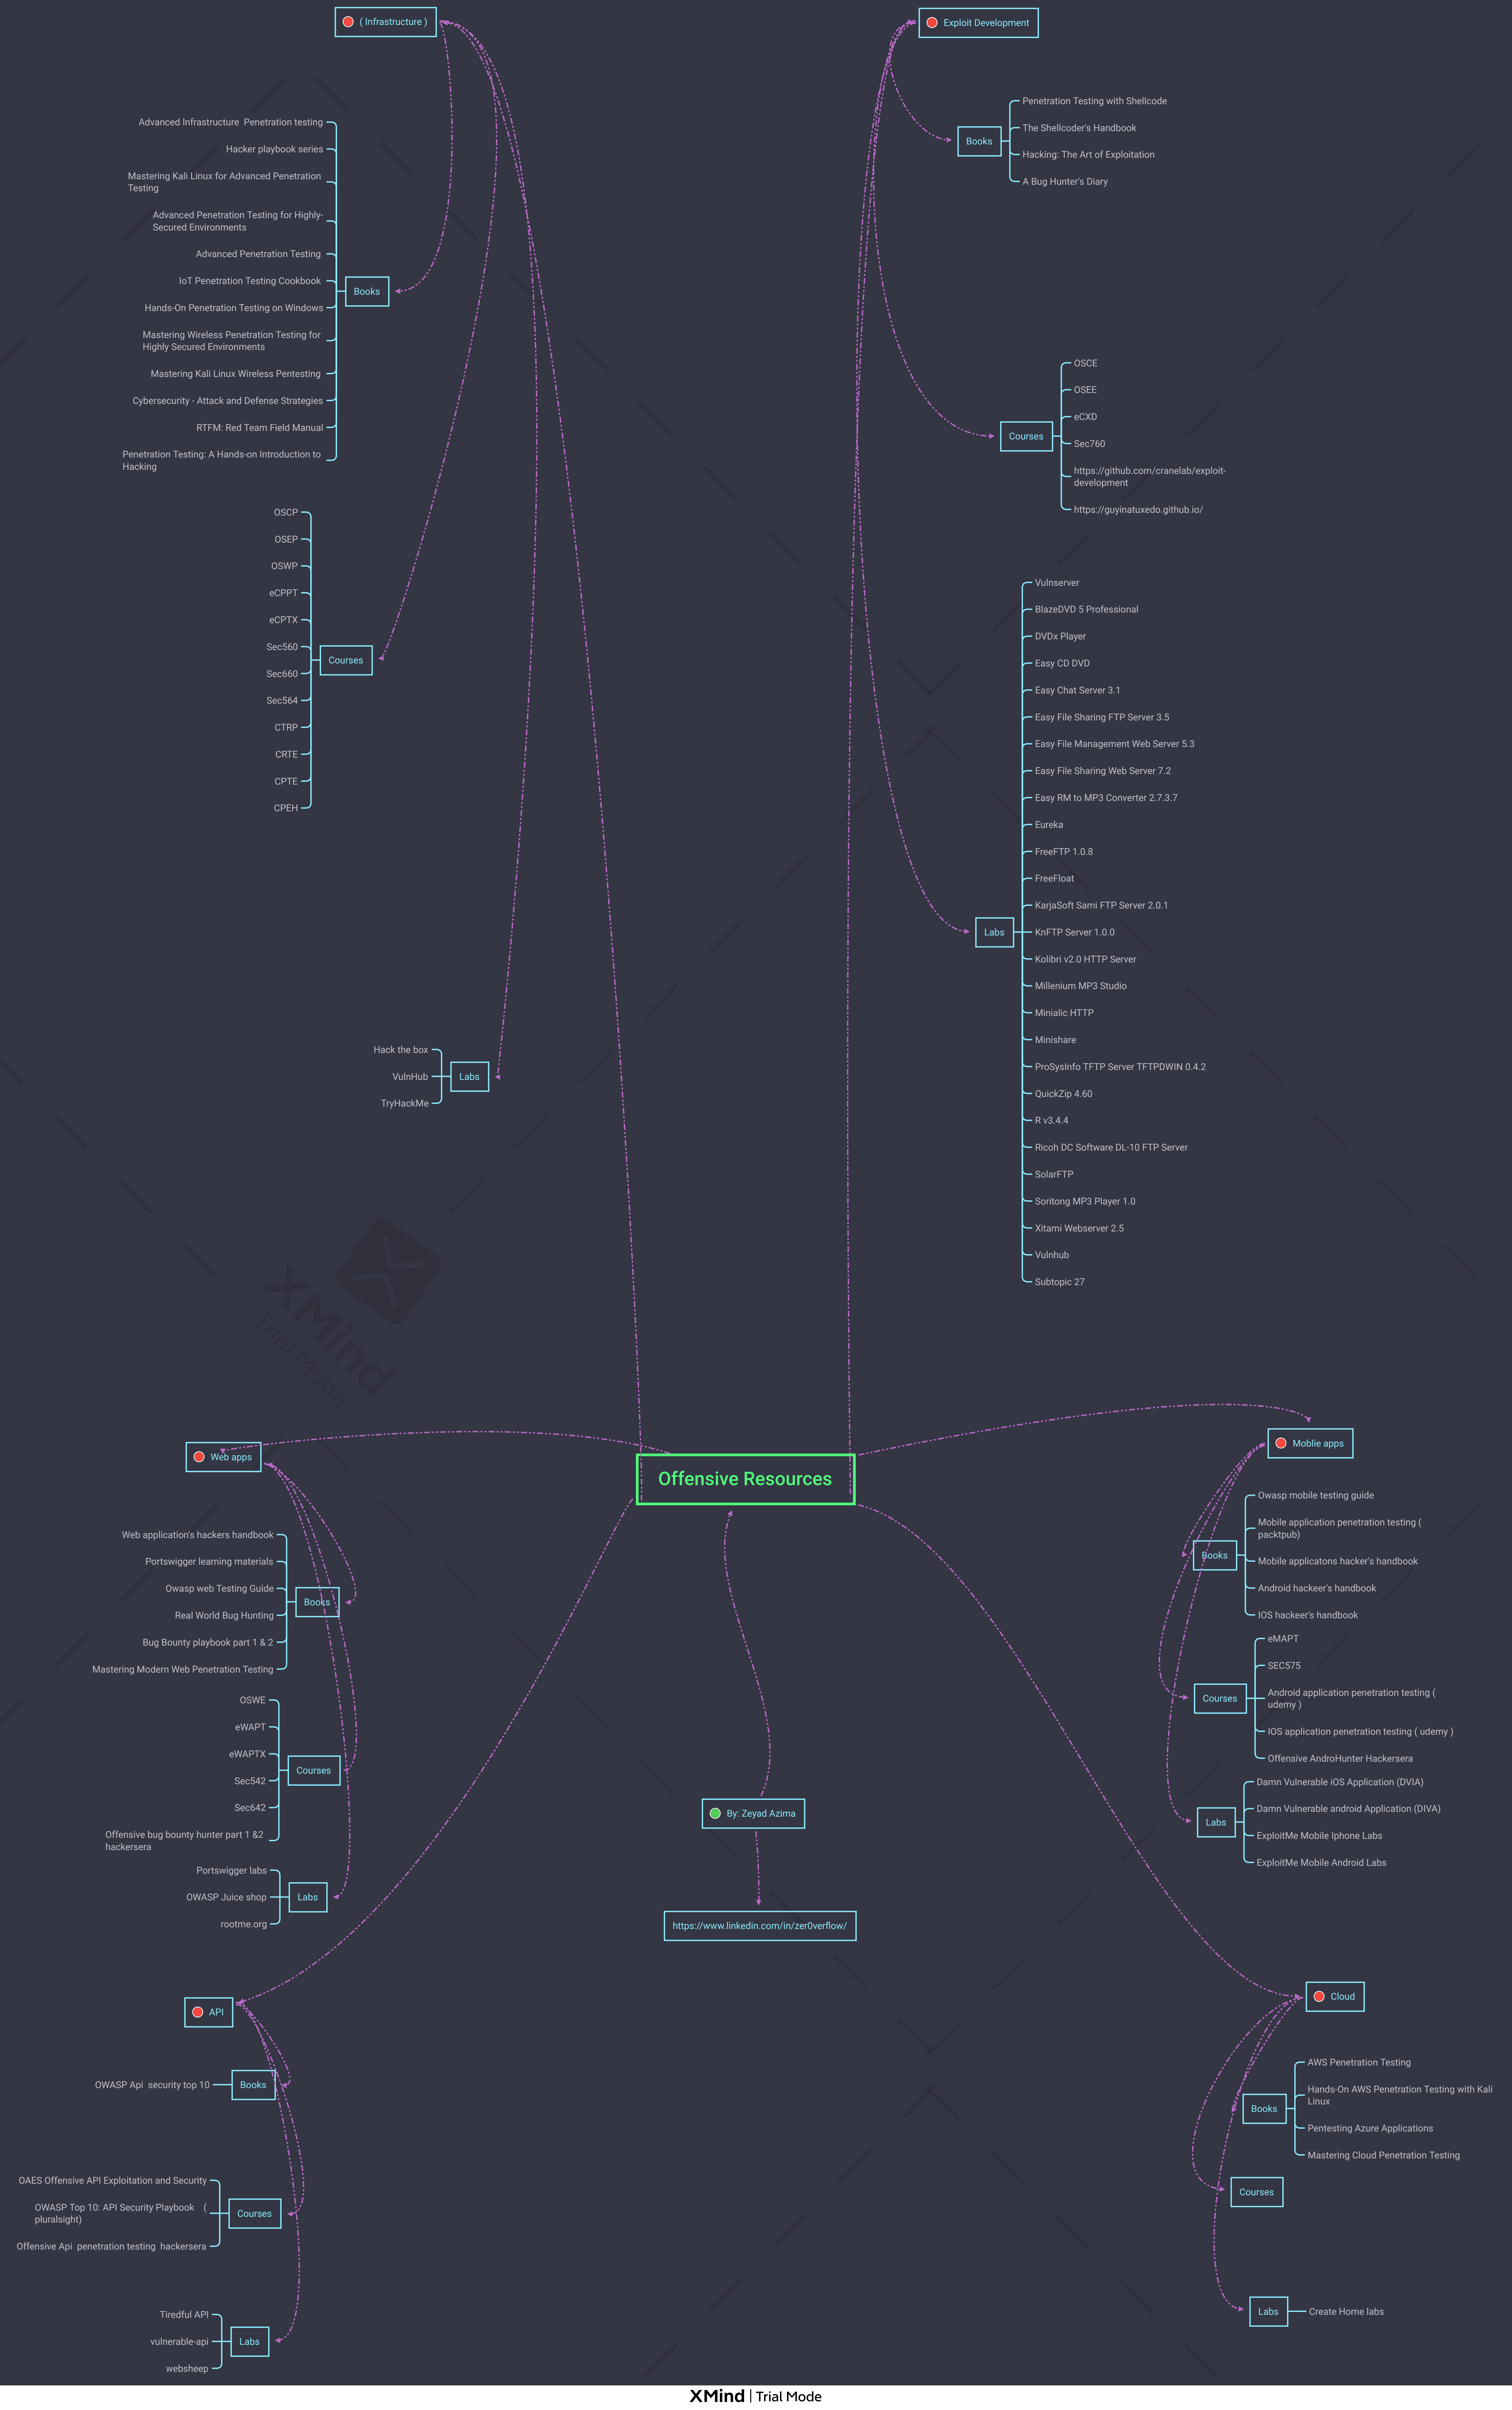 ( Infrastructure )
Advanced Infrastructure  Penetration testing
Hacker playbook series
Mastering Kali Linux for Advanced Penetration
Testing
Advanced Penetration Testing for Highly-
Secured Environments
Advanced Penetration Testing
IoT Penetration Testing Cookbook
Hands-On Penetration Testing on Windows
Mastering Wireless Penetration Testing for
Highly Secured Environments
Mastering Kali Linux Wireless Pentesting
Cybersecurity - Attack and Defense Strategies
RTFM: Red Team Field Manual
Penetration Testing: A Hands-on Introduction to
Hacking
Books
OSCP
OSEP
OSWP
eCPPT
eCPTX
Sec560
Sec660
Sec564
CTRP
CRTE
CPTE
CPEH
Courses
Hack the box
VulnHub
TryHackMe
Labs
Exploit Development
Books
Penetration Testing with Shellcode
The Shellcoder's Handbook
Hacking: The Art of Exploitation
A Bug Hunter's Diary
Courses
OSCE
OSEE
eCXD
Sec760
https://github.com/cranelab/exploit-
development
https://guyinatuxedo.github.io/
Labs
Vulnserver
BlazeDVD 5 Professional
DVDx Player
Easy CD DVD
Easy Chat Server 3.1
Easy File Sharing FTP Server 3.5
Easy File Management Web Server 5.3
Easy File Sharing Web Server 7.2
Easy RM to MP3 Converter 2.7.3.7
Eureka
FreeFTP 1.0.8
FreeFloat
KarjaSoft Sami FTP Server 2.0.1
KnFTP Server 1.0.0
Kolibri v2.0 HTTP Server
Millenium MP3 Studio
Minialic HTTP
Minishare
ProSysInfo TFTP Server TFTPDWIN 0.4.2
QuickZip 4.60
R v3.4.4
Ricoh DC Software DL-10 FTP Server
SolarFTP
Soritong MP3 Player 1.0
Xitami Webserver 2.5
Vulnhub
Subtopic 27
XMind
Trial Mode
Offensive Resources
By: Zeyad Azima
https://www.linkedin.com/in/zer0verflow/
Web apps
Web application's hackers handbook
Portswigger learning materials
Owasp web Testing Guide
Real World Bug Hunting
Bug Bounty playbook part 1 & 2
Mastering Modern Web Penetration Testing
Books
OSWE
eWAPT
eWAPTX
Sec542
Sec642
Offensive bug bounty hunter part 1 &2
hackersera
Courses
Portswigger labs
OWASP Juice shop
rootme.org
Labs
Moblie apps
Books
Owasp mobile testing guide
Mobile application penetration testing (
packtpub)
Mobile applicatons hacker's handbook
Android hackeer's handbook
IOS hackeer's handbook
Courses
eMAPT
SEC575
Android application penetration testing (
udemy )
IOS application penetration testing ( udemy )
Offensive AndroHunter Hackersera
Labs
Damn Vulnerable iOS Application (DVIA)
Damn Vulnerable android Application (DIVA)
ExploitMe Mobile Iphone Labs
ExploitMe Mobile Android Labs
API
OWASP Api  security top 10
Books
OAES Offensive API Exploitation and Security
OWASP Top 10: API Security Playbook    (
pluralsight)
Offensive Api  penetration testing  hackersera
Courses
Tiredful API
vulnerable-api
websheep
Labs
Cloud
Books
AWS Penetration Testing
Hands-On AWS Penetration Testing with Kali
Linux
Pentesting Azure Applications
Mastering Cloud Penetration Testing
Courses
Labs
Create Home labs
XMind | Trial Mode